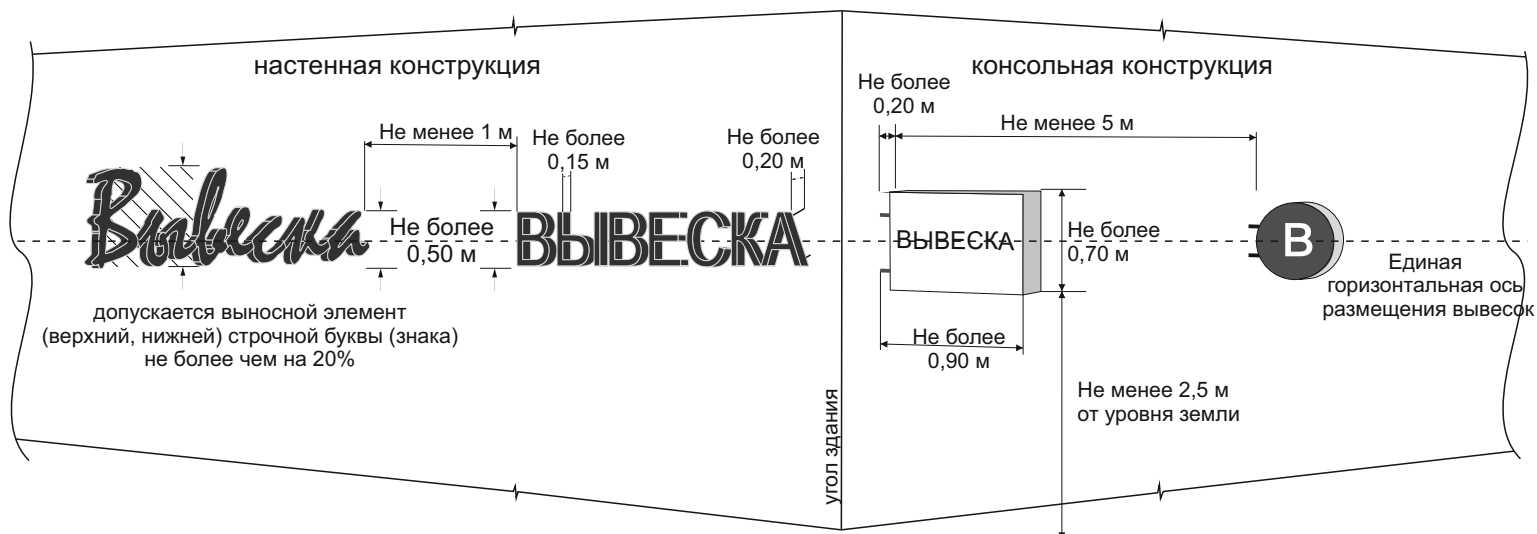 настенная конструкция
Не менее 1 м
Не более
0,15 м
Не более
0,20 м
Вывеска
Не более
0,50 м
ВЫВЕСКА
допускается выносной элемент
(верхний, нижней) строчной буквы (знака)
не более чем на 20%
угол здания
консольная конструкция
Не более
0,20 м
Не менее 5 м
ВЫВЕСКА
Не более
0,70 м
В
Единая
горизонтальная ось
размещения вывесок
Не более
0,90 м
Не менее 2,5 м
от уровня земли